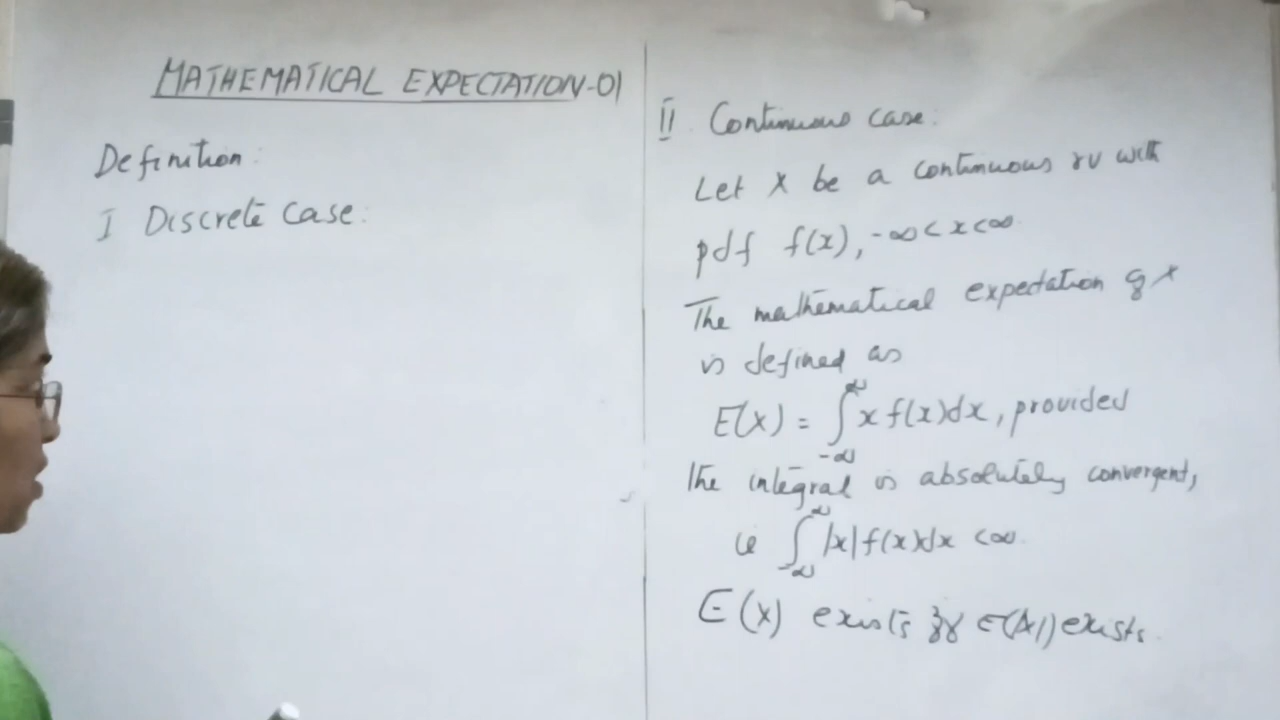 MATHEMATICAL EXPECTATION-01
Definition:
I Discrete Case:
II Continuous case:
Let X be a continuous rv with
pdf f(x), -∞ < x < ∞.
The mathematical expectation of X
is defined as
E(X) = ∫_{-∞}^{∞} x f(x) dx, provided
the integral is absolutely convergent,
ie ∫_{-∞}^{∞} |x| f(x) dx < ∞.
E(X) exists iff E(|X|) exists.